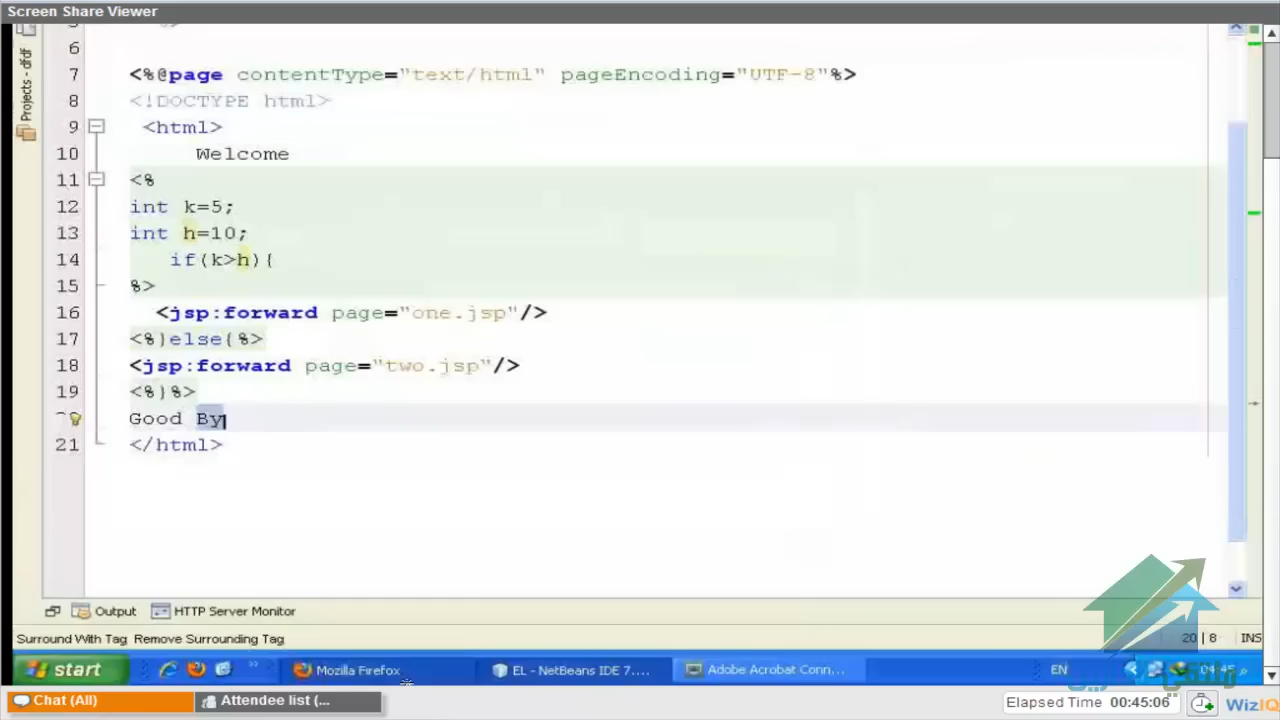 Screen Share Viewer
Projects - dfdf
6
7 <%@page contentType="text/html" pageEncoding="UTF-8"%>
8 <!DOCTYPE html>
9 <html>
10 Welcome
11 <%
12 int k=5;
13 int h=10;
14 if(k>h){
15 %>
16 <jsp:forward page="one.jsp"/>
17 <%}else{%>
18 <jsp:forward page="two.jsp"/>
19 <%}%>
Good By
21 </html>
Output HTTP Server Monitor
Surround With Tag Remove Surrounding Tag 20 | 8 INS
start Mozilla Firefox EL - NetBeans IDE 7.... Adobe Acrobat Conn... EN
Chat (All) Attendee list (... Elapsed Time 00:45:06 WizIQ